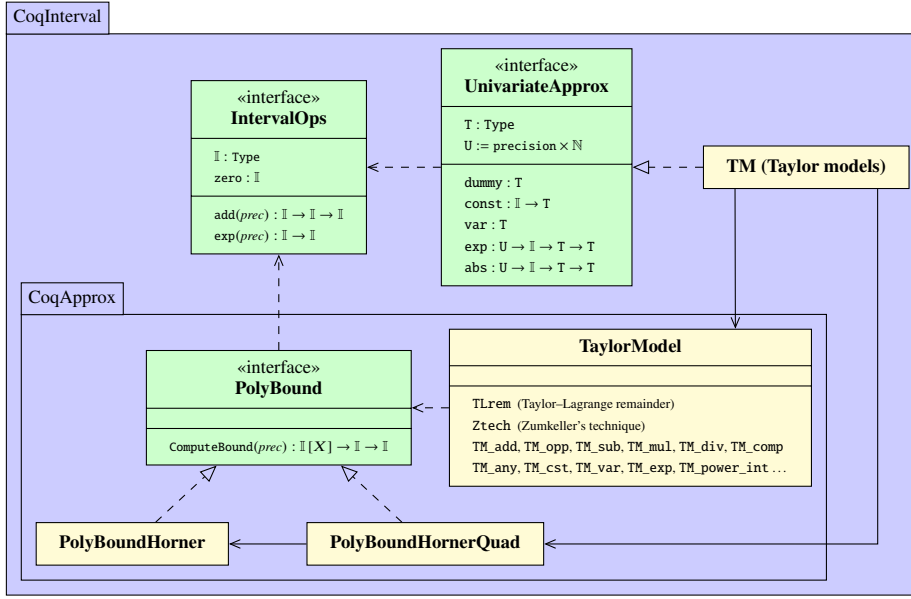 CoqInterval
«interface»
IntervalOps
𝕀 : Type
zero : 𝕀
add(prec) : 𝕀 → 𝕀 → 𝕀
exp(prec) : 𝕀 → 𝕀
«interface»
UnivariateApprox
T : Type
U := precision × ℕ
dummy : T
const : 𝕀 → T
var : T
exp : U → 𝕀 → T → T
abs : U → 𝕀 → T → T
TM (Taylor models)
CoqApprox
«interface»
PolyBound
ComputeBound(prec) : 𝕀[X] → 𝕀 → 𝕀
TaylorModel
TLrem (Taylor–Lagrange remainder)
Ztech (Zumkeller's technique)
TM_add, TM_opp, TM_sub, TM_mul, TM_div, TM_comp
TM_any, TM_cst, TM_var, TM_exp, TM_power_int ...
PolyBoundHorner
PolyBoundHornerQuad